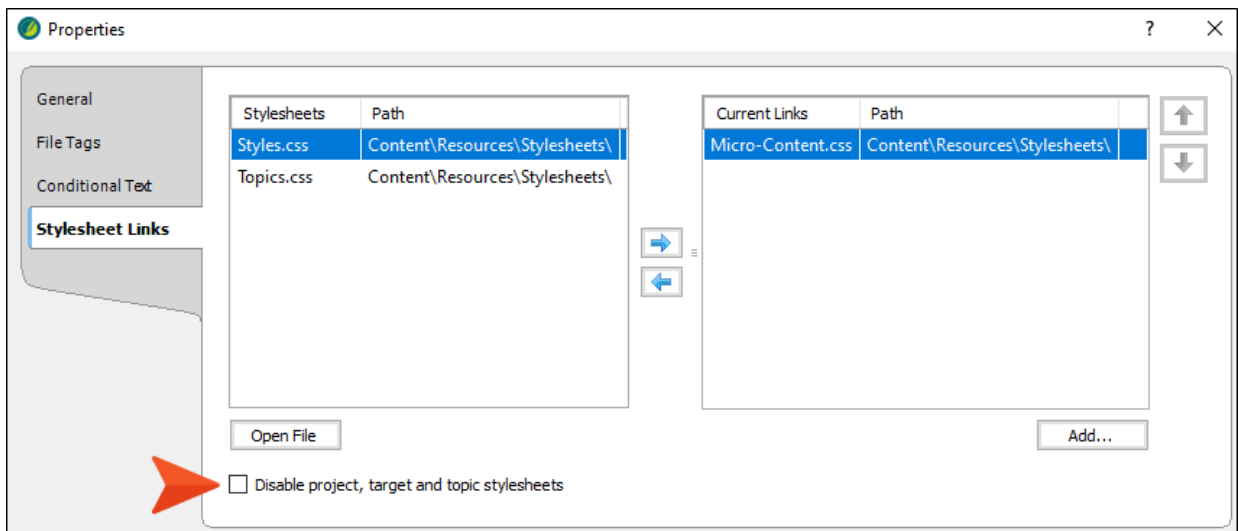 Properties
?
General
File Tags
Conditional Text
Stylesheet Links
Stylesheets Path
Styles.css Content\Resources\Stylesheets\
Topics.css Content\Resources\Stylesheets\
Current Links Path
Micro-Content.css Content\Resources\Stylesheets\
Open File
Add...
Disable project, target and topic stylesheets